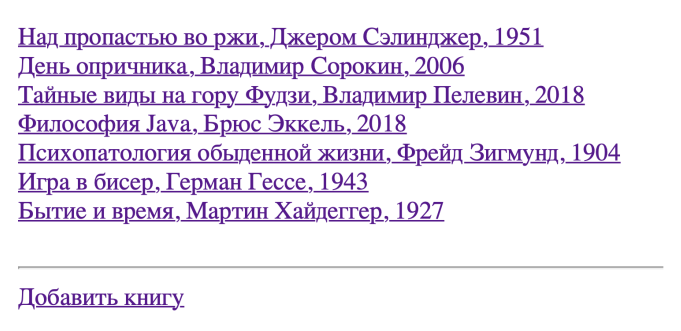 Над пропастью во ржи, Джером Сэлинджер, 1951
День опричника, Владимир Сорокин, 2006
Тайные виды на гору Фудзи, Владимир Пелевин, 2018
Философия Java, Брюс Эккель, 2018
Психопатология обыденной жизни, Фрейд Зигмунд, 1904
Игра в бисер, Герман Гессе, 1943
Бытие и время, Мартин Хайдеггер, 1927
Добавить книгу